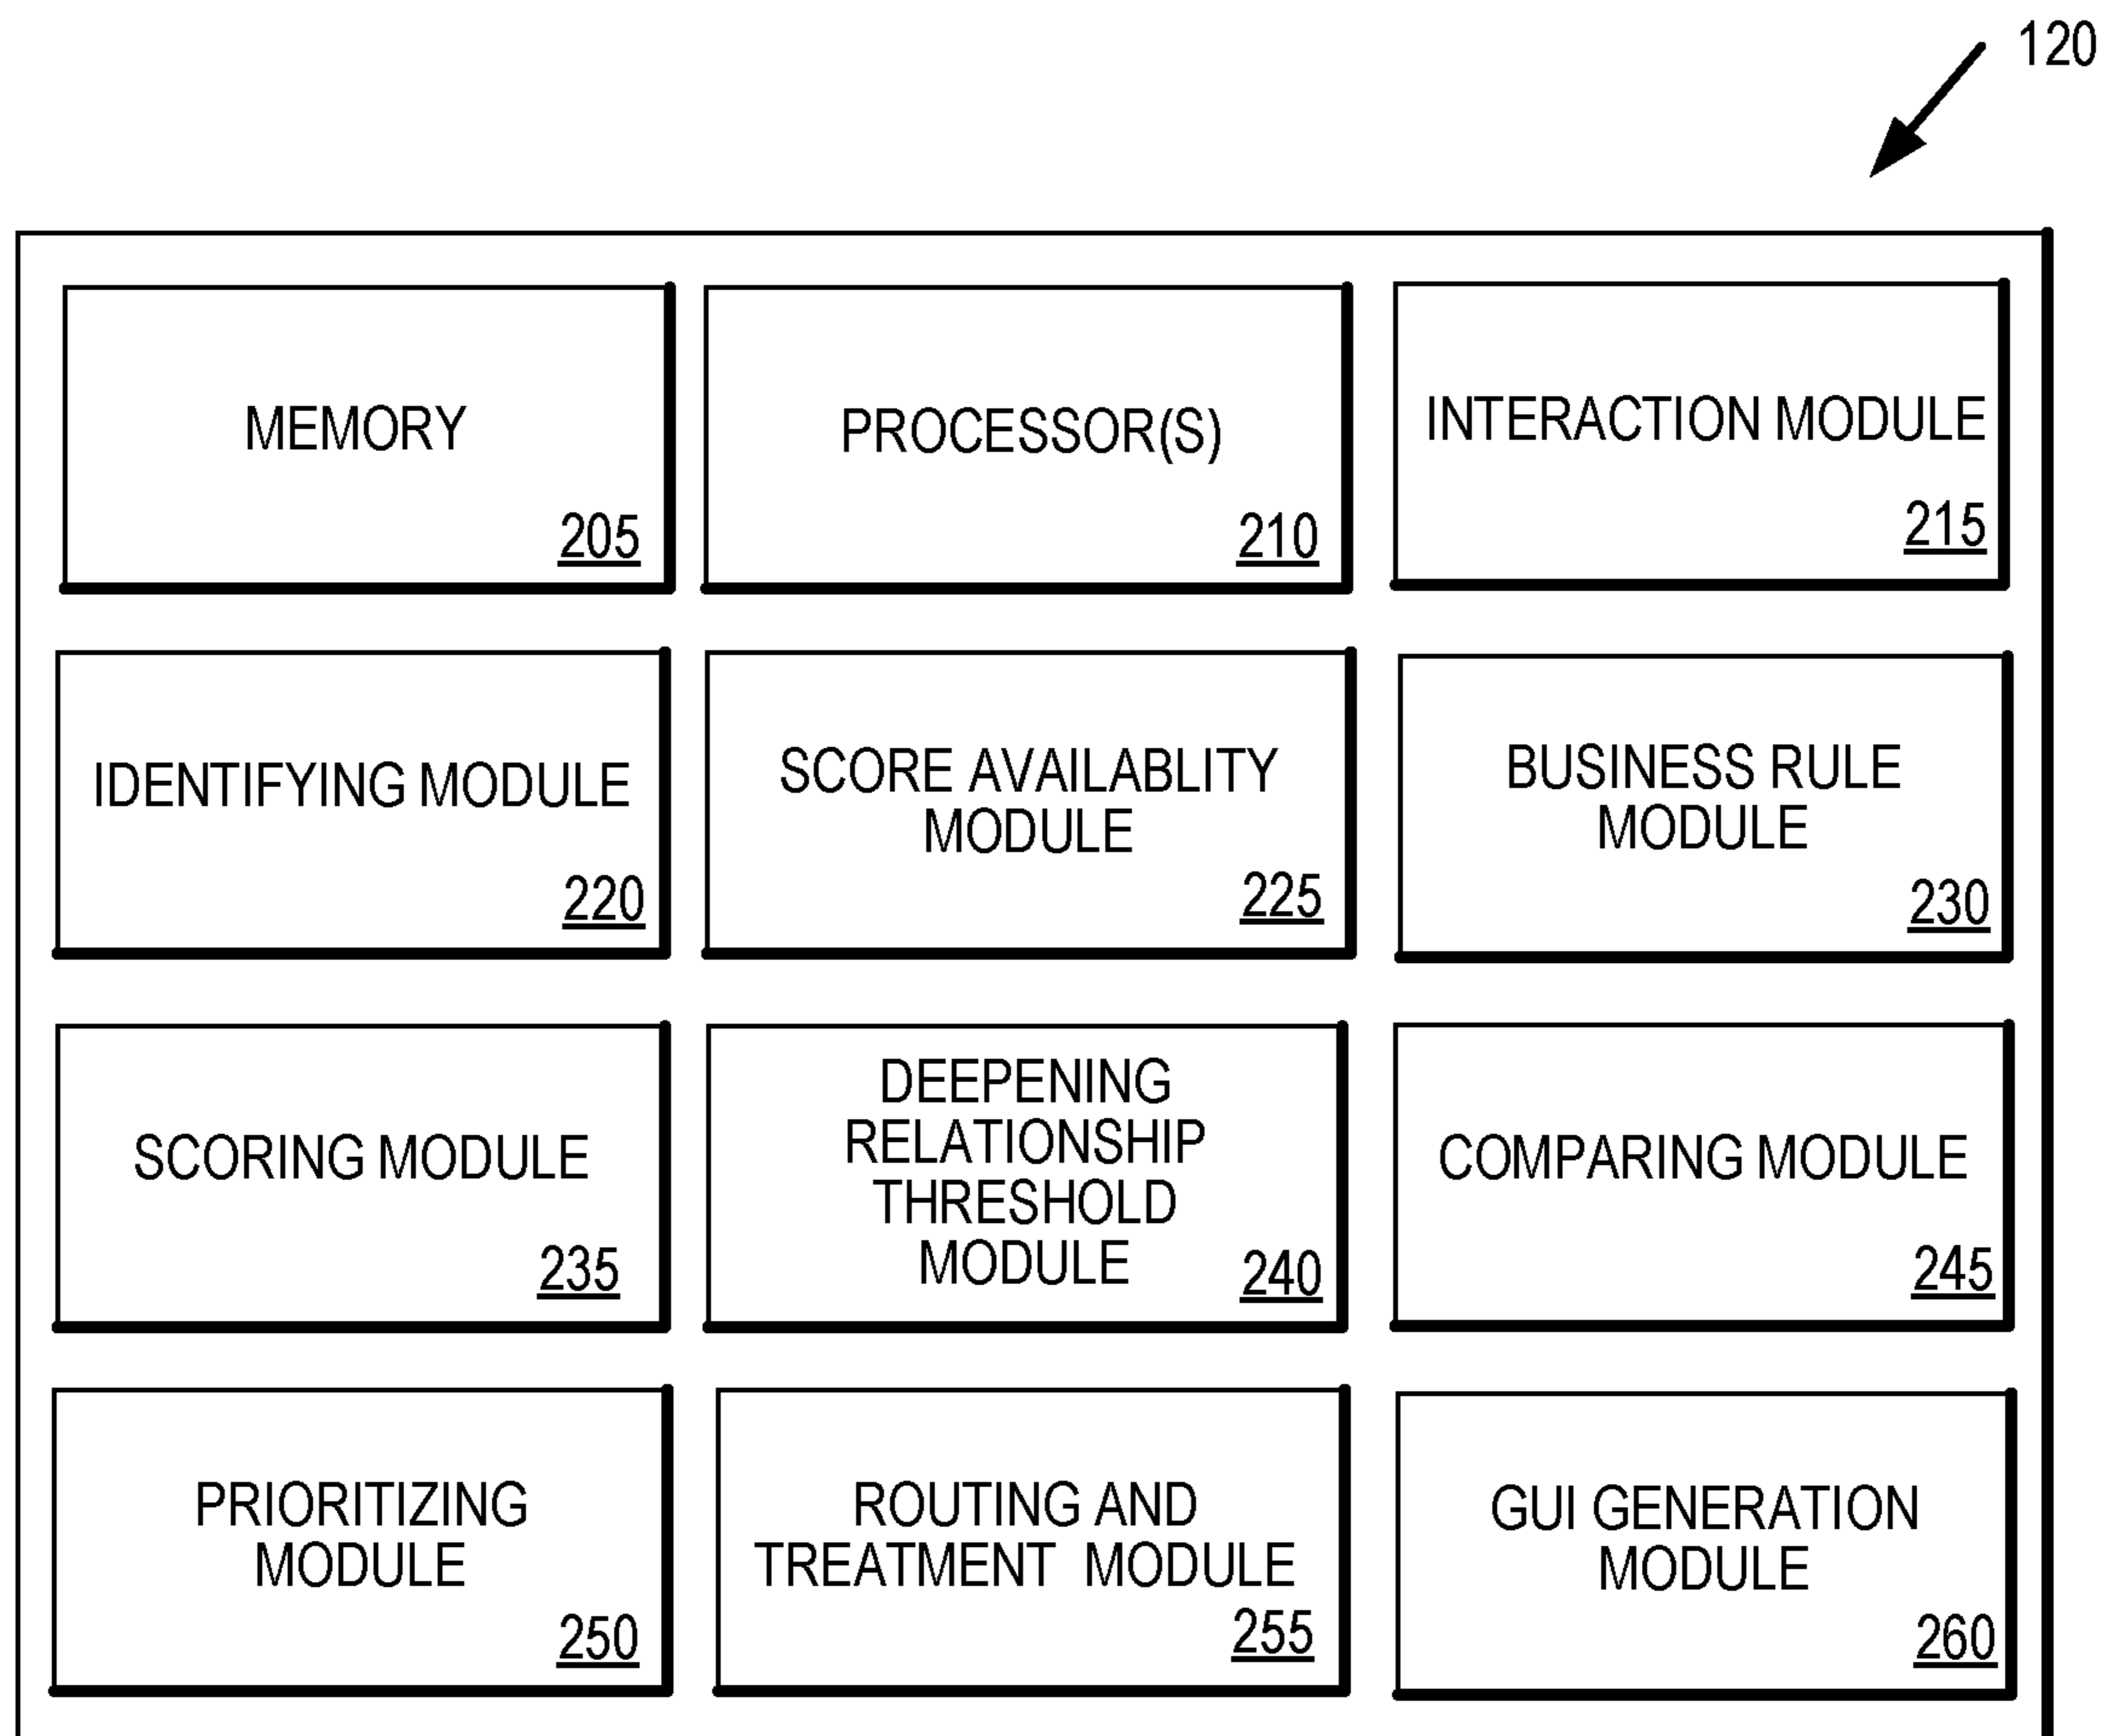 120
MEMORY
205
PROCESSOR(S)
210
INTERACTION MODULE
215
IDENTIFYING MODULE
220
SCORE AVAILABLITY
MODULE
225
BUSINESS RULE
MODULE
230
SCORING MODULE
235
DEEPENING
RELATIONSHIP
THRESHOLD
MODULE
240
COMPARING MODULE
245
PRIORITIZING
MODULE
250
ROUTING AND
TREATMENT MODULE
255
GUI GENERATION
MODULE
260